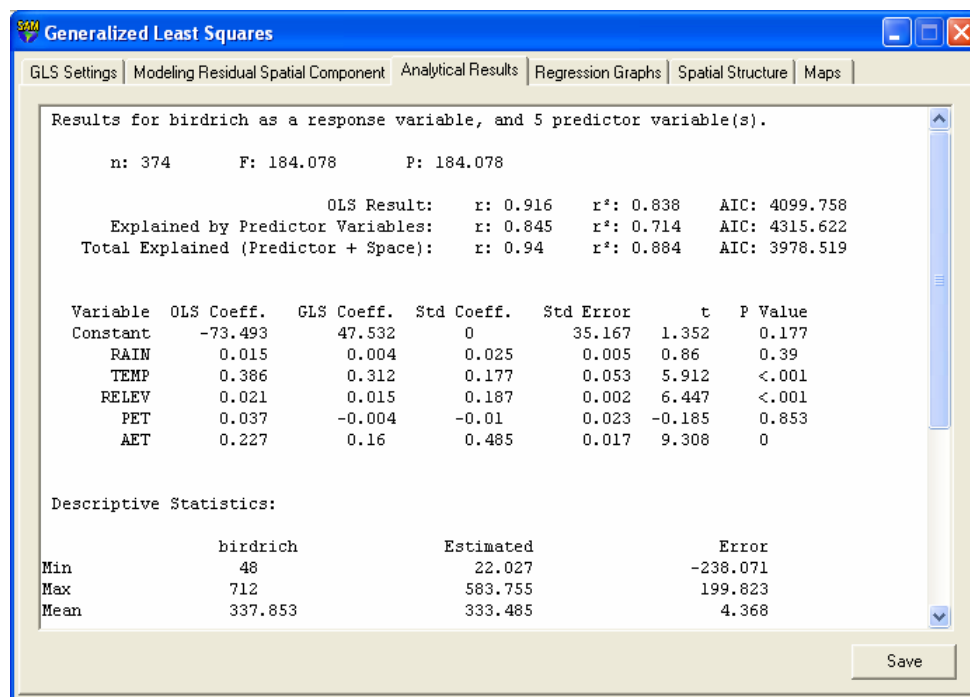 SAM Generalized Least Squares
GLS Settings Modeling Residual Spatial Component Analytical Results Regression Graphs Spatial Structure Maps
Results for birdrich as a response variable, and 5 predictor variable(s).
n: 374 F: 184.078 P: 184.078
OLS Result: r: 0.916 r²: 0.838 AIC: 4099.758
Explained by Predictor Variables: r: 0.845 r²: 0.714 AIC: 4315.622
Total Explained (Predictor + Space): r: 0.94 r²: 0.884 AIC: 3978.519
Variable OLS Coeff. GLS Coeff. Std Coeff. Std Error t P Value
Constant -73.493 47.532 0 35.167 1.352 0.177
RAIN 0.015 0.004 0.025 0.005 0.86 0.39
TEMP 0.386 0.312 0.177 0.053 5.912 <.001
RELEV 0.021 0.015 0.187 0.002 6.447 <.001
PET 0.037 -0.004 -0.01 0.023 -0.185 0.853
AET 0.227 0.16 0.485 0.017 9.308 0
Descriptive Statistics:
birdrich Estimated Error
Min 48 22.027 -238.071
Max 712 583.755 199.823
Mean 337.853 333.485 4.368
Save